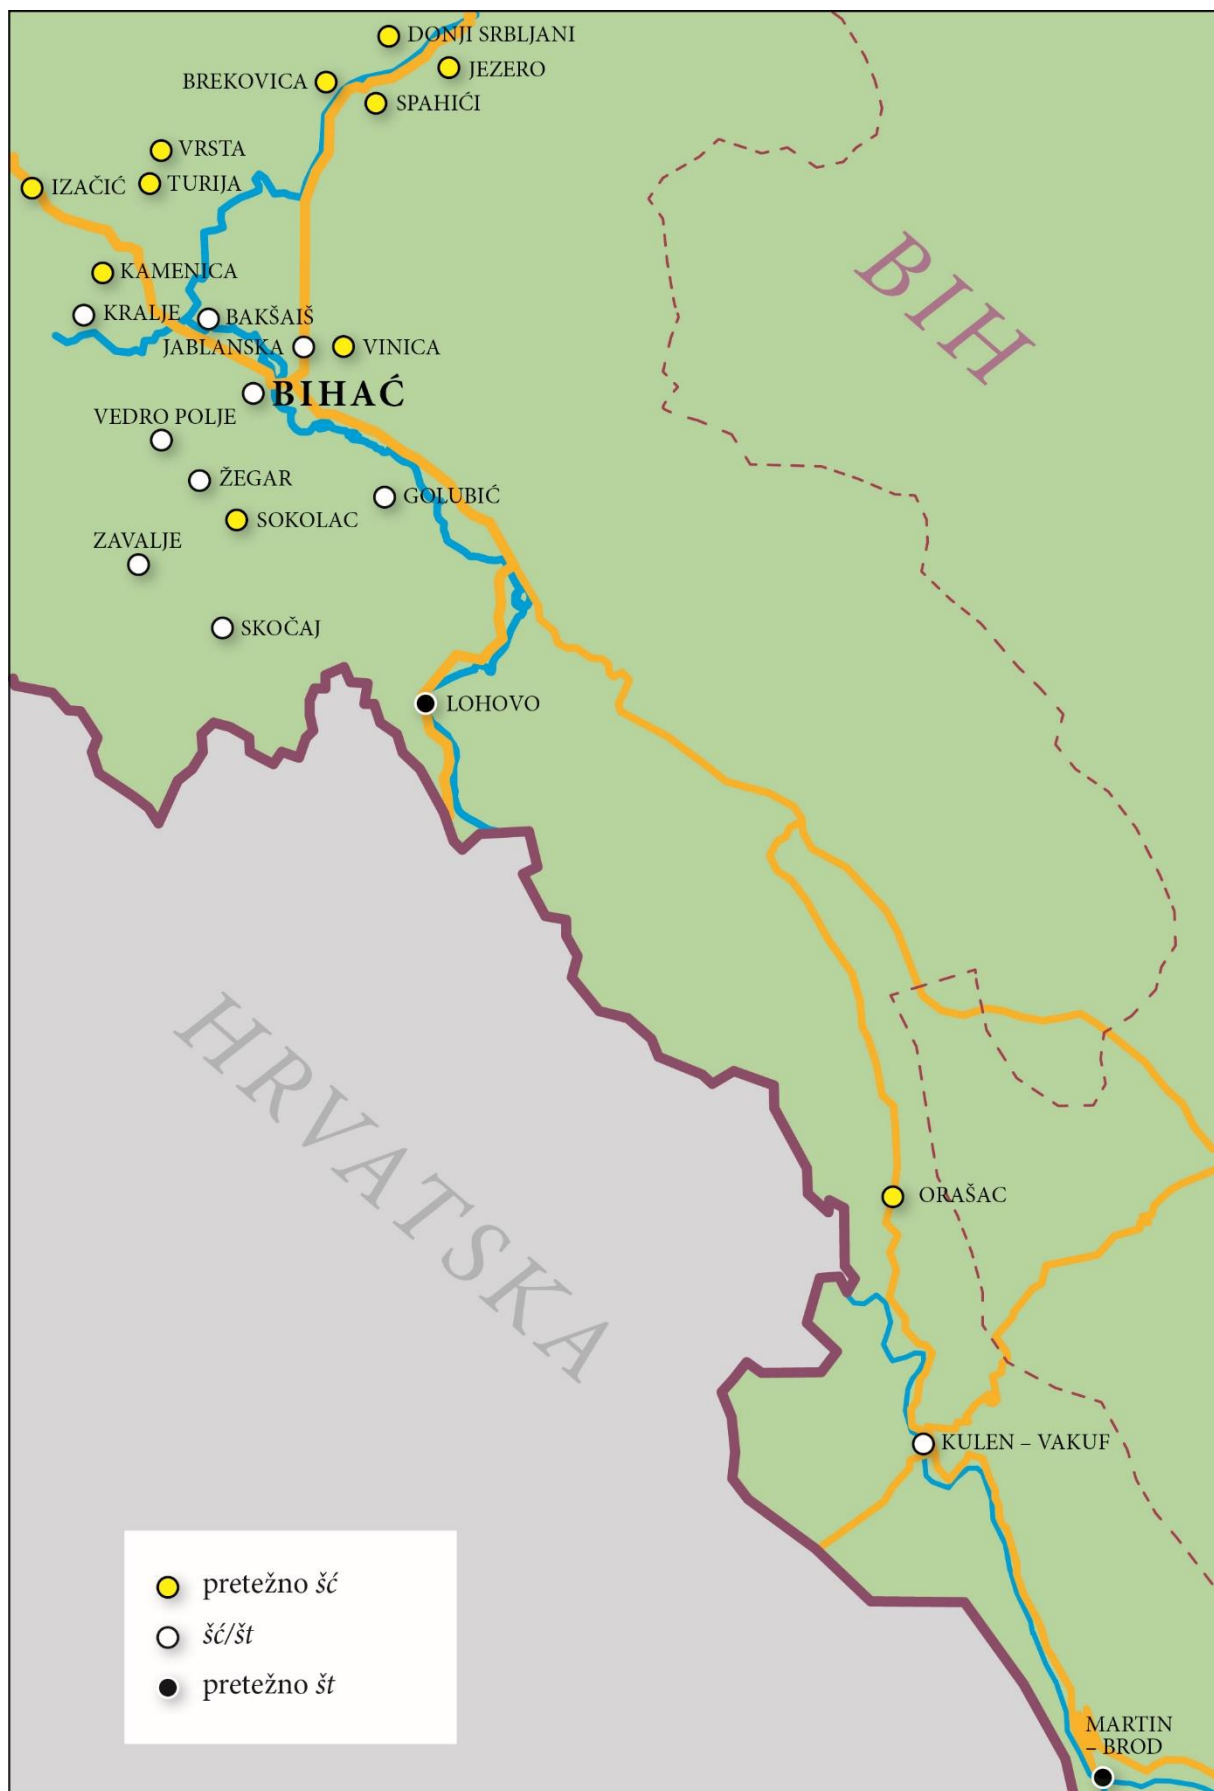 DONJI SRBLJANI
JEZERO
BREKOVICA
SPAHIĆI
VRSTA
TURIJA
IZAČIĆ
BIH
KAMENICA
KRALJE
BAKŠAIŠ
JABLANSKA
VINICA
BIHAĆ
VEDRO POLJE
ŽEGAR
GOLUBIĆ
SOKOLAC
ZAVALJE
SKOČAJ
LOHOVO
HRVATSKA
ORAŠAC
KULEN – VAKUF
pretežno šć
šć/št
pretežno št
MARTIN
– BROD